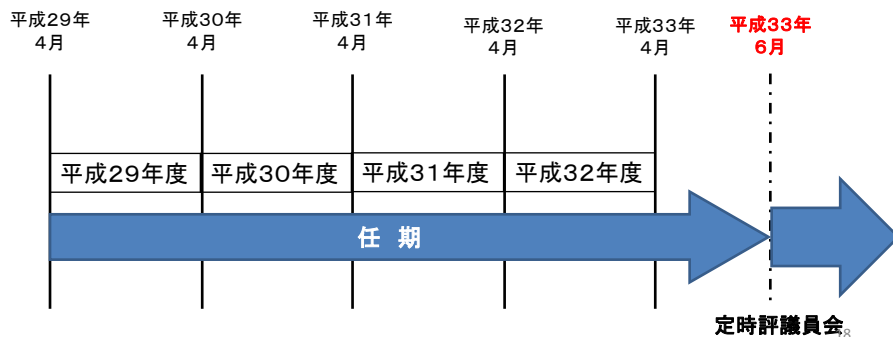 平成29年
4月
平成30年
4月
平成31年
4月
平成32年
4月
平成33年
4月
平成33年
6月
平成29年度
平成30年度
平成31年度
平成32年度
任 期
定時評議員会
18